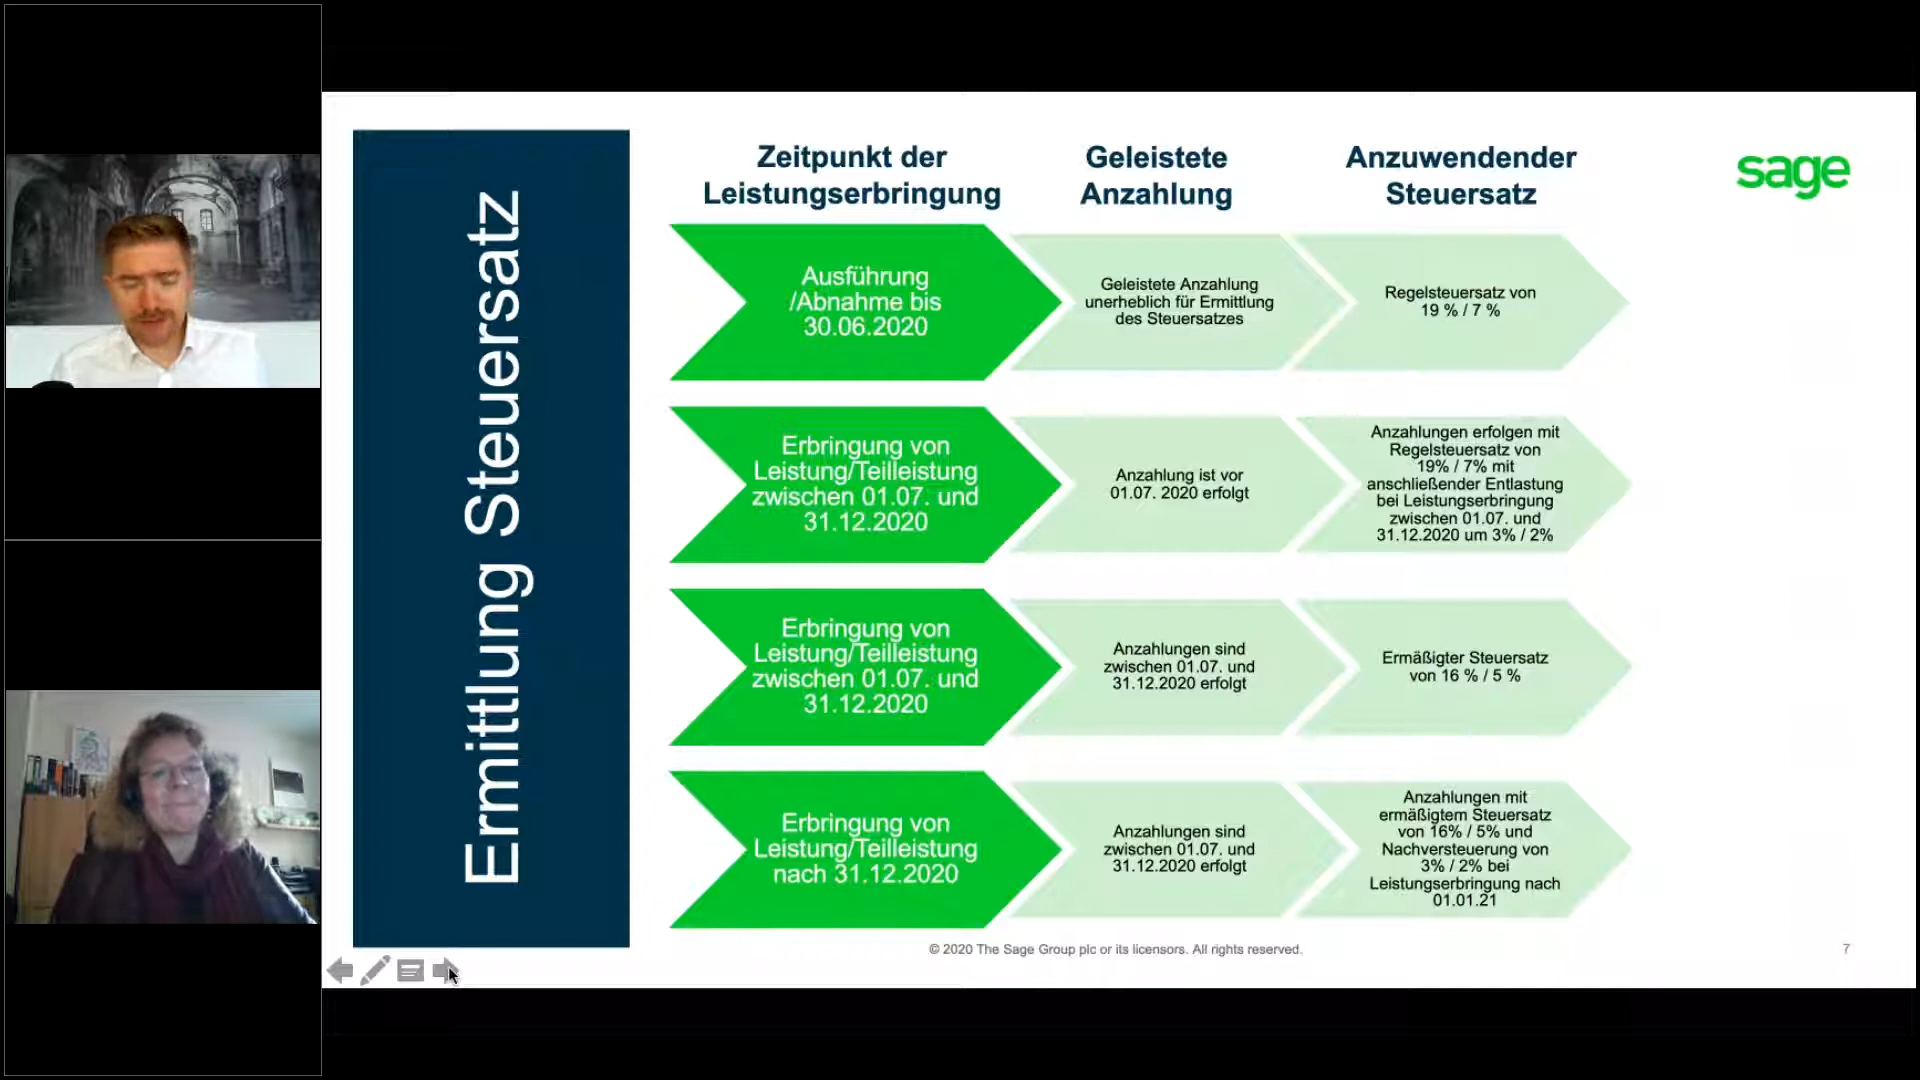 Ermittlung Steuersatz
Zeitpunkt der
Leistungserbringung
Geleistete
Anzahlung
Anzuwendender
Steuersatz
sage
Ausführung
/Abnahme bis
30.06.2020
Geleistete Anzahlung
unerheblich für Ermittlung
des Steuersatzes
Regelsteuersatz von
19 % / 7 %
Erbringung von
Leistung/Teilleistung
zwischen 01.07. und
31.12.2020
Anzahlung ist vor
01.07. 2020 erfolgt
Anzahlungen erfolgen mit
Regelsteuersatz von
19% / 7% mit
anschließender Entlastung
bei Leistungserbringung
zwischen 01.07. und
31.12.2020 um 3% / 2%
Erbringung von
Leistung/Teilleistung
zwischen 01.07. und
31.12.2020
Anzahlungen sind
zwischen 01.07. und
31.12.2020 erfolgt
Ermäßigter Steuersatz
von 16 % / 5 %
Erbringung von
Leistung/Teilleistung
nach 31.12.2020
Anzahlungen sind
zwischen 01.07. und
31.12.2020 erfolgt
Anzahlungen mit
ermäßigtem Steuersatz
von 16% / 5% und
Nachversteuerung von
3% / 2% bei
Leistungserbringung nach
01.01.21
© 2020 The Sage Group plc or its licensors. All rights reserved.
7